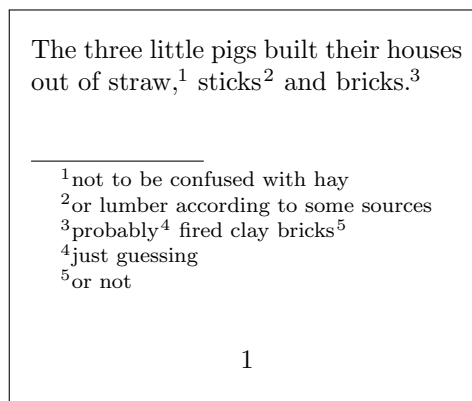 The three little pigs built their houses
out of straw,¹ sticks² and bricks.³
¹not to be confused with hay
²or lumber according to some sources
³probably⁴ fired clay bricks⁵
⁴just guessing
⁵or not
1